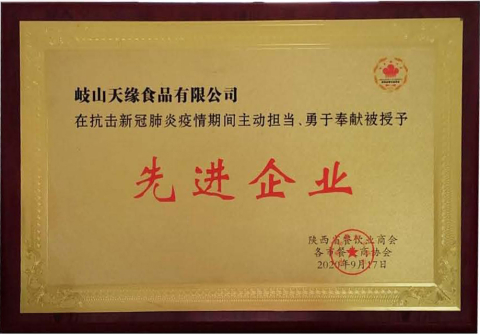 岐山天缘食品有限公司
在抗击新冠肺炎疫情期间主动担当、勇于奉献被授予
先进企业
陕西省餐饮业商会
各市餐饮商协会
2020年9月17日